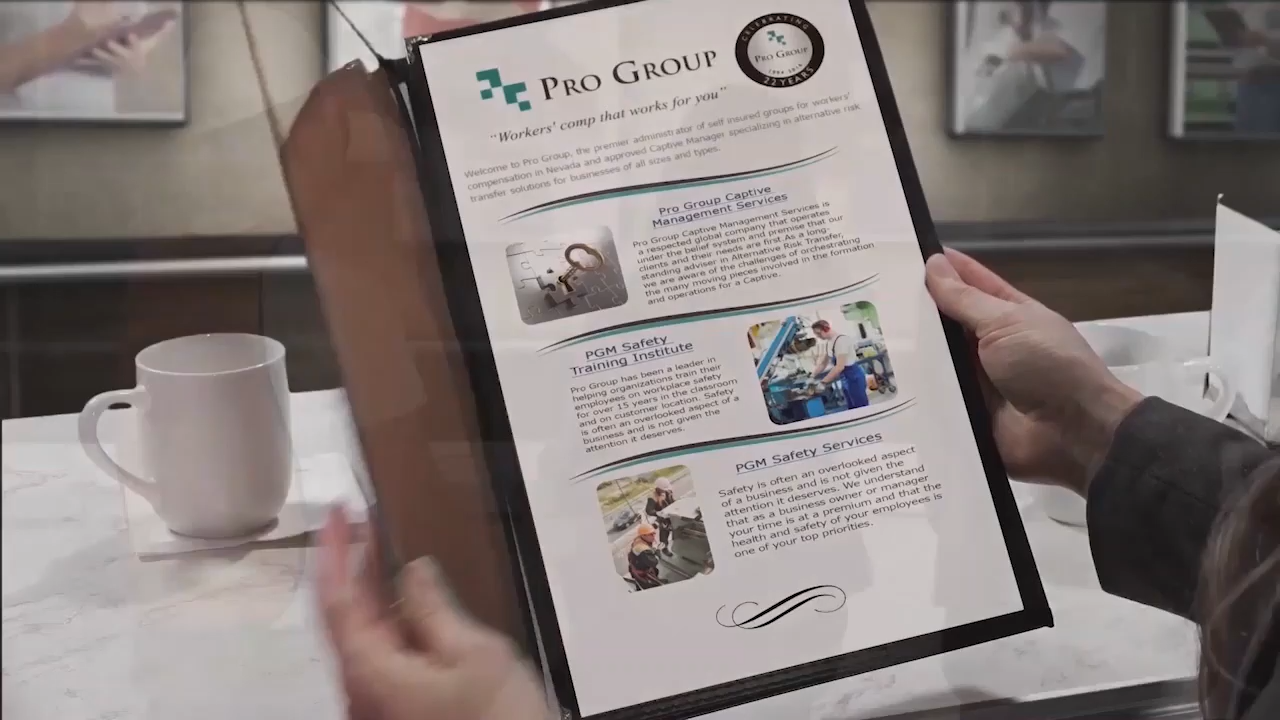 PRO GROUP
CELEBRATING
PRO GROUP
22 YEARS
"Workers' comp that works for you"
Welcome to Pro Group, the premier administrator of self insured groups for workers'
compensation in Nevada and approved Captive Manager specializing in alternative risk
transfer solutions for businesses of all sizes and types.
Pro Group Captive
Management Services
Pro Group Captive Management Services is
a respected global company that operates
under the belief system and premise that our
clients and their needs are first.As a long-
standing adviser in Alternative Risk Transfer,
we are aware of the challenges of orchestrating
the many moving pieces involved in the formation
and operations for a Captive.
PGM Safety
Training Institute
Pro Group has been a leader in
helping organizations train their
employees on workplace safety
for over 15 years in the classroom
and on customer location. Safety
is often an overlooked aspect of a
business and is not given the
attention it deserves.
PGM Safety Services
Safety is often an overlooked aspect
of a business and is not given the
attention it deserves. We understand
that as a business owner or manager
your time is at a premium and that the
health and safety of your employees is
one of your top priorities.